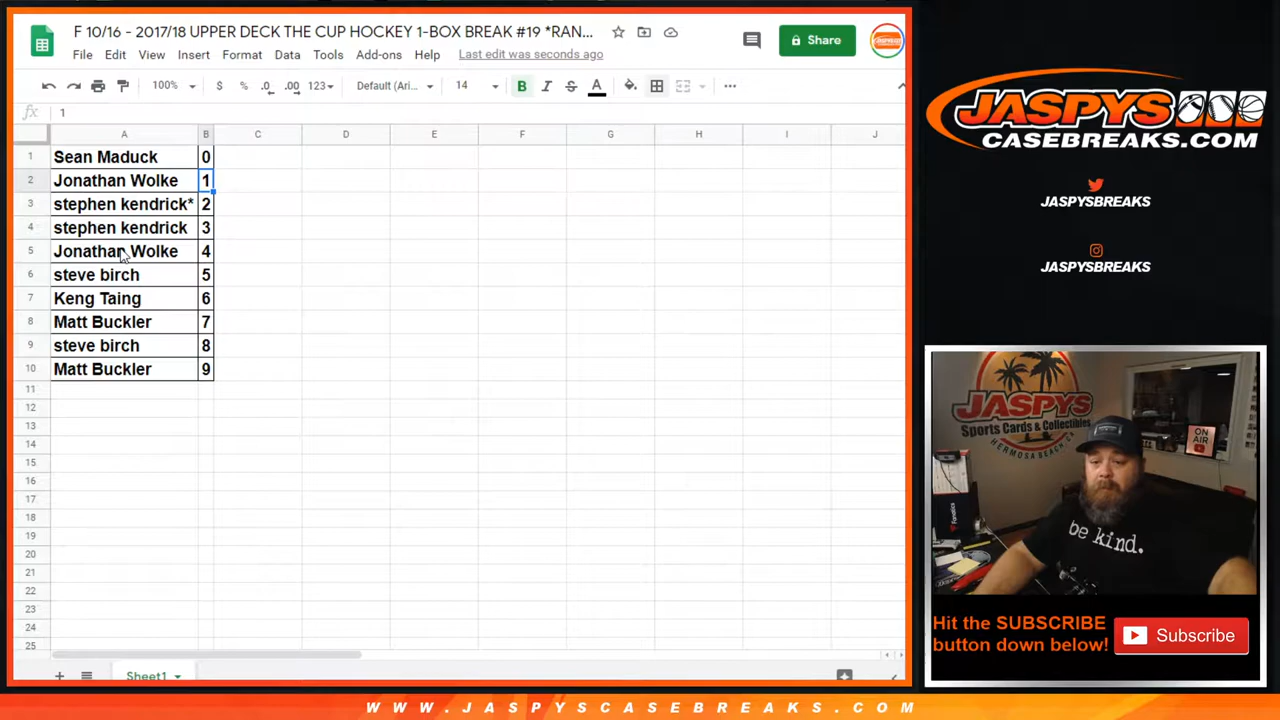 F 10/16 - 2017/18 UPPER DECK THE CUP HOCKEY 1-BOX BREAK #19 *RAN...
File Edit View Insert Format Data Tools Add-ons Help Last edit was seconds ago
Share
100% $ % .0 .00 123 Default (Ari... 14 B I S A
fx 1
A B C D E F G H I J
1 Sean Maduck 0
2 Jonathan Wolke 1
3 stephen kendrick* 2
4 stephen kendrick 3
5 Jonathan Wolke 4
6 steve birch 5
7 Keng Taing 6
8 Matt Buckler 7
9 steve birch 8
10 Matt Buckler 9
11
12
13
14
15
16
17
18
19
20
21
22
23
24
25
Sheet1
JASPYS
CASEBREAKS.COM
JASPYSBREAKS
JASPYSBREAKS
JASPYS
Sports Cards & Collectibles
HERMOSA BEACH, CA
ON AIR
Fanatics
be kind.
Hit the SUBSCRIBE
button down below!
Subscribe
WWW.JASPYSCASEBREAKS.COM